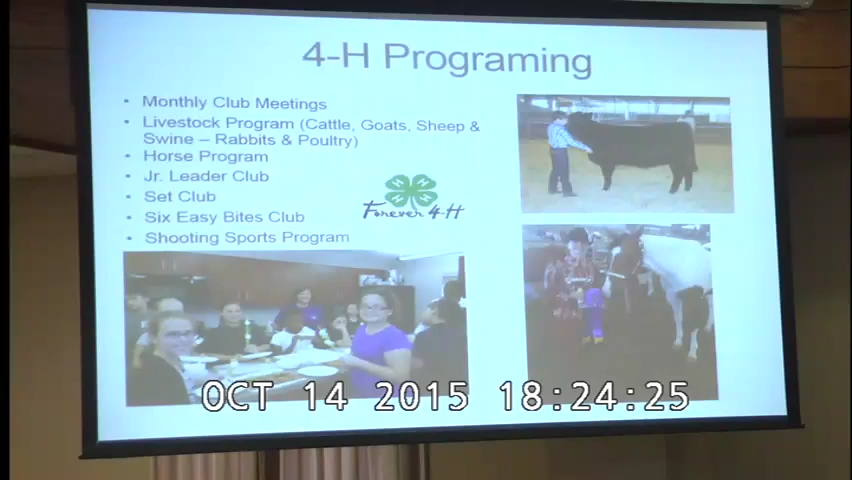 4-H Programing
• Monthly Club Meetings
• Livestock Program (Cattle, Goats, Sheep &
Swine – Rabbits & Poultry)
• Horse Program
• Jr. Leader Club
• Set Club
• Six Easy Bites Club
• Shooting Sports Program
H H
H H
Forever 4-H
OCT 14 2015 18:24:25